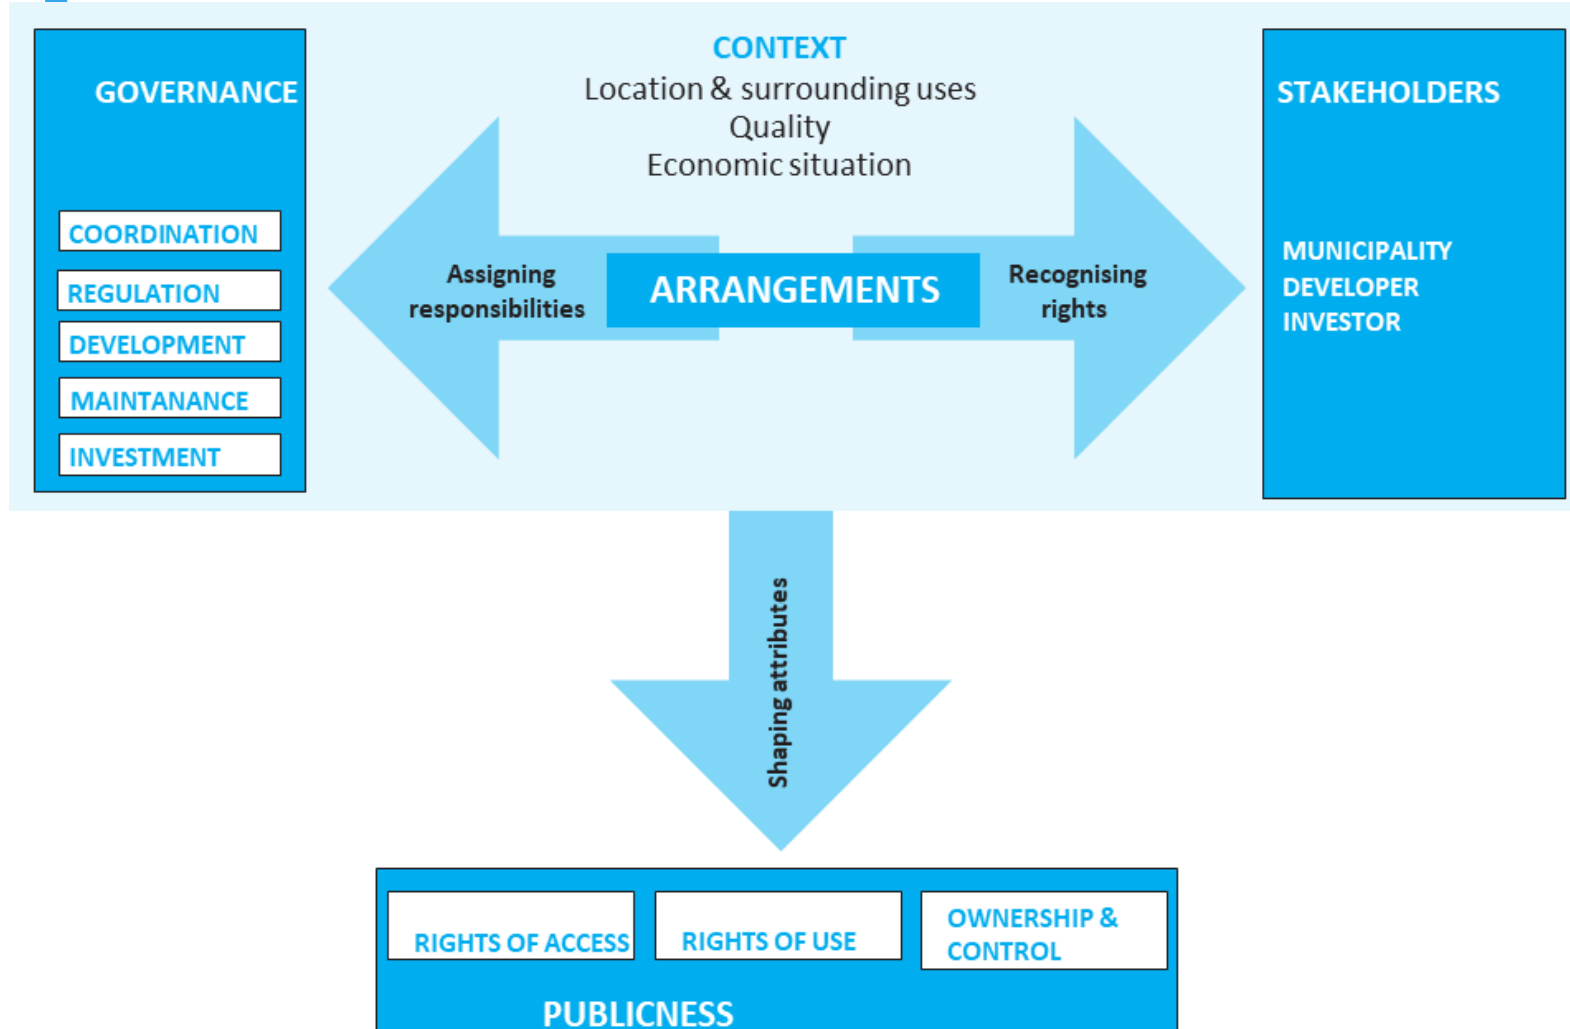 GOVERNANCE
COORDINATION
REGULATION
DEVELOPMENT
MAINTANANCE
INVESTMENT
CONTEXT
Location & surrounding uses
Quality
Economic situation
Assigning
responsibilities
ARRANGEMENTS
Recognising
rights
STAKEHOLDERS
MUNICIPALITY
DEVELOPER
INVESTOR
Shaping attributes
RIGHTS OF ACCESS
RIGHTS OF USE
OWNERSHIP &
CONTROL
PUBLICNESS